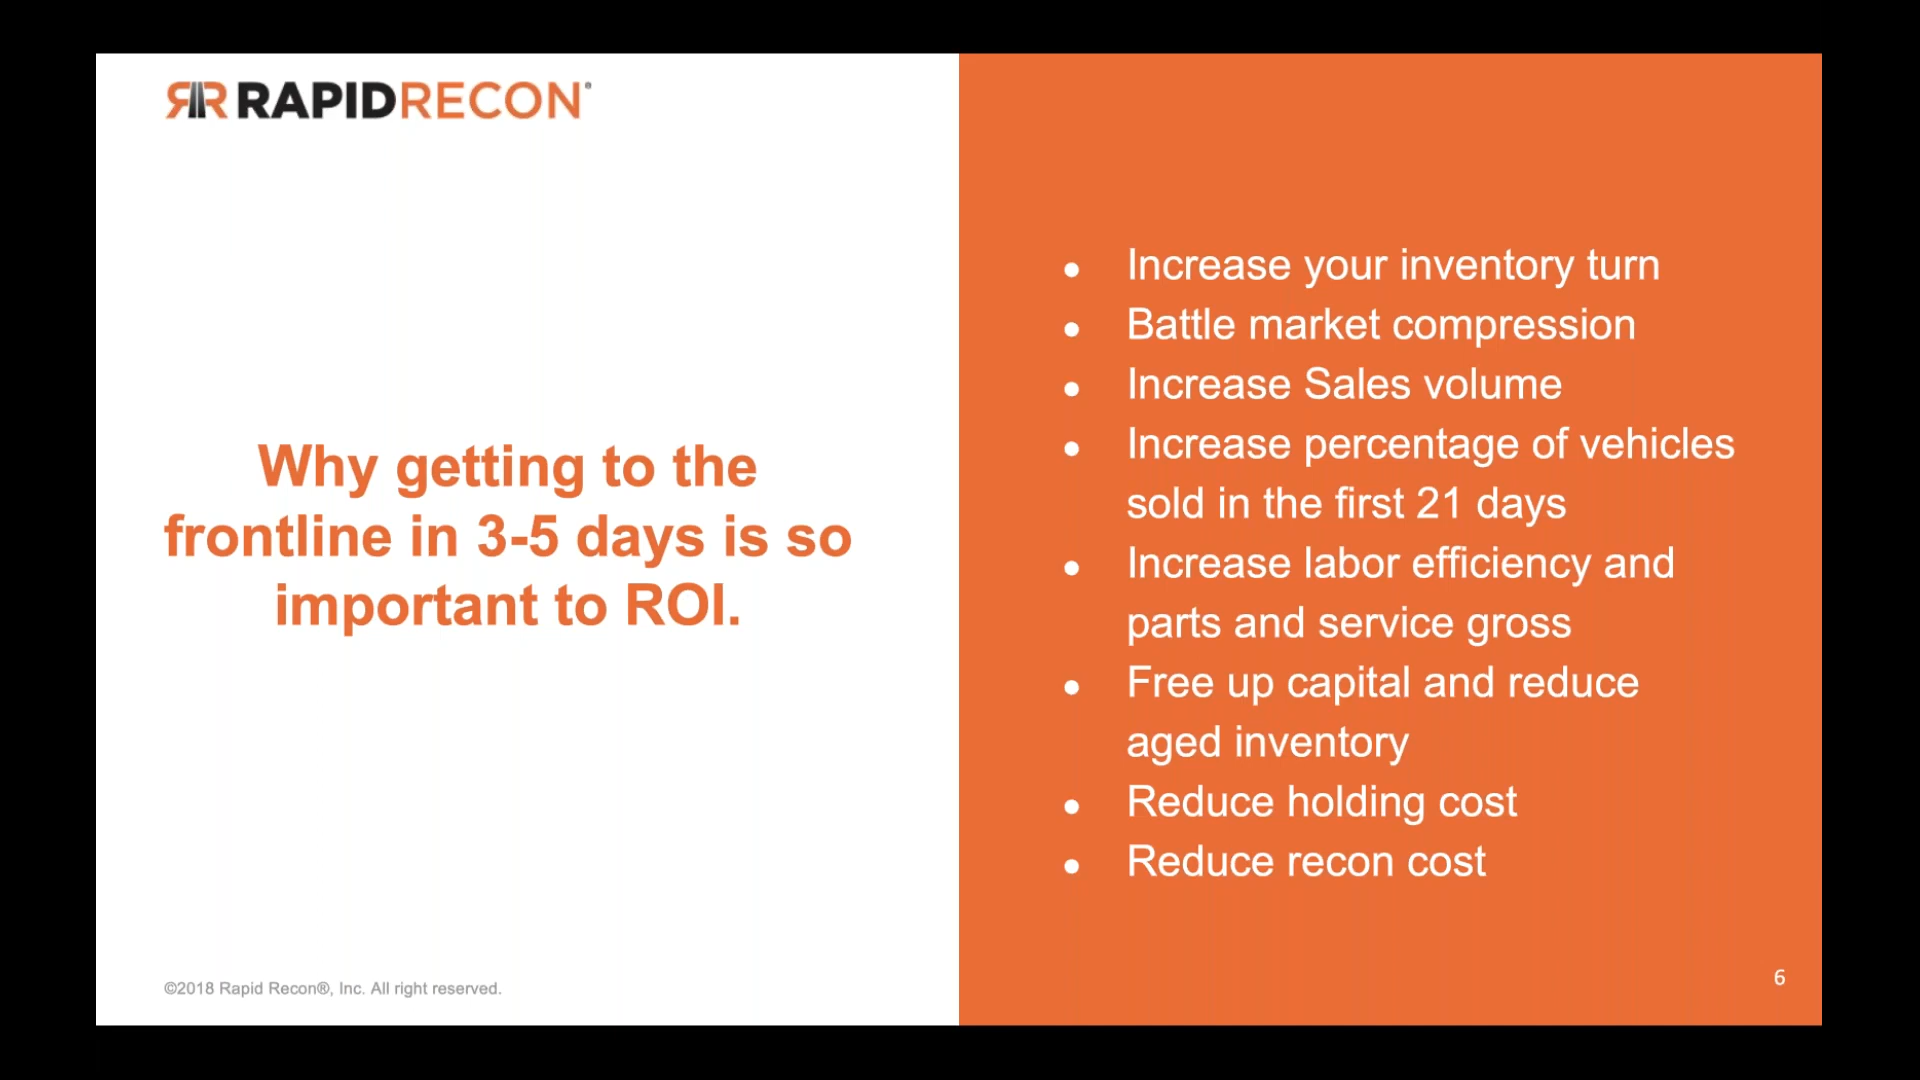 RAPIDRECON®
Why getting to the
frontline in 3-5 days is so
important to ROI.
©2018 Rapid Recon®, Inc. All right reserved.
● Increase your inventory turn
● Battle market compression
● Increase Sales volume
● Increase percentage of vehicles
sold in the first 21 days
● Increase labor efficiency and
parts and service gross
● Free up capital and reduce
aged inventory
● Reduce holding cost
● Reduce recon cost
6